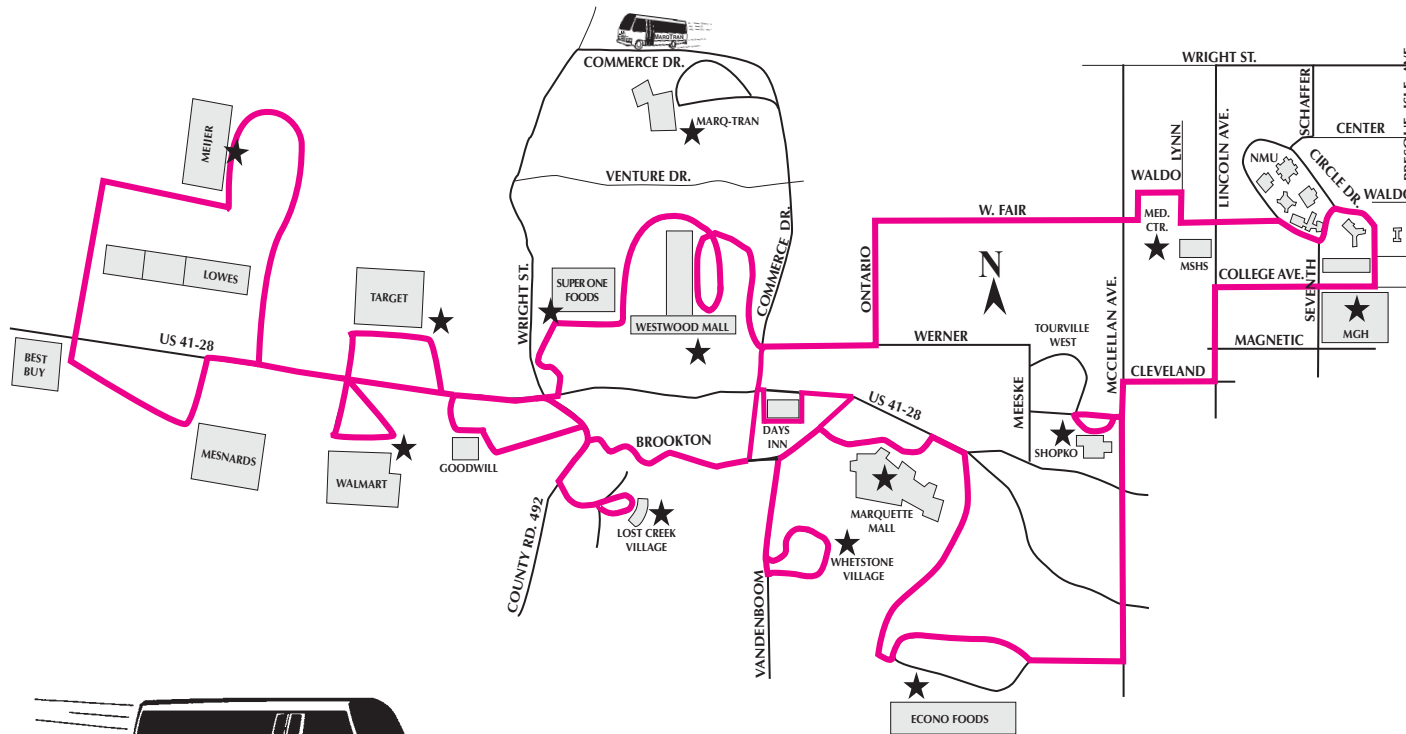 MARQTRAN
COMMERCE DR.
WRIGHT ST.
MARQ-TRAN
MEIJER
VENTURE DR.
COMMERCE DR.
LYNN
LINCOLN AVE.
SCHAFFER
CENTER
NMU
CIRCLE DR.
WALDO
WALDO
W. FAIR
MED.
CTR.
MSHS
COLLEGE AVE.
SEVENTH
MGH
MAGNETIC
LOWES
TARGET
WRIGHT ST.
SUPER ONE
FOODS
WESTWOOD MALL
ONTARIO
N
WERNER
TOURVILLE
WEST
MCCLELLAN AVE.
CLEVELAND
US 41-28
BEST
BUY
MEESKE
US 41-28
DAYS
INN
BROOKTON
SHOPKO
MESNARDS
WALMART
GOODWILL
MARQUETTE
MALL
LOST CREEK
VILLAGE
COUNTY RD. 492
WHETSTONE
VILLAGE
VANDENBOOM
ECONO FOODS